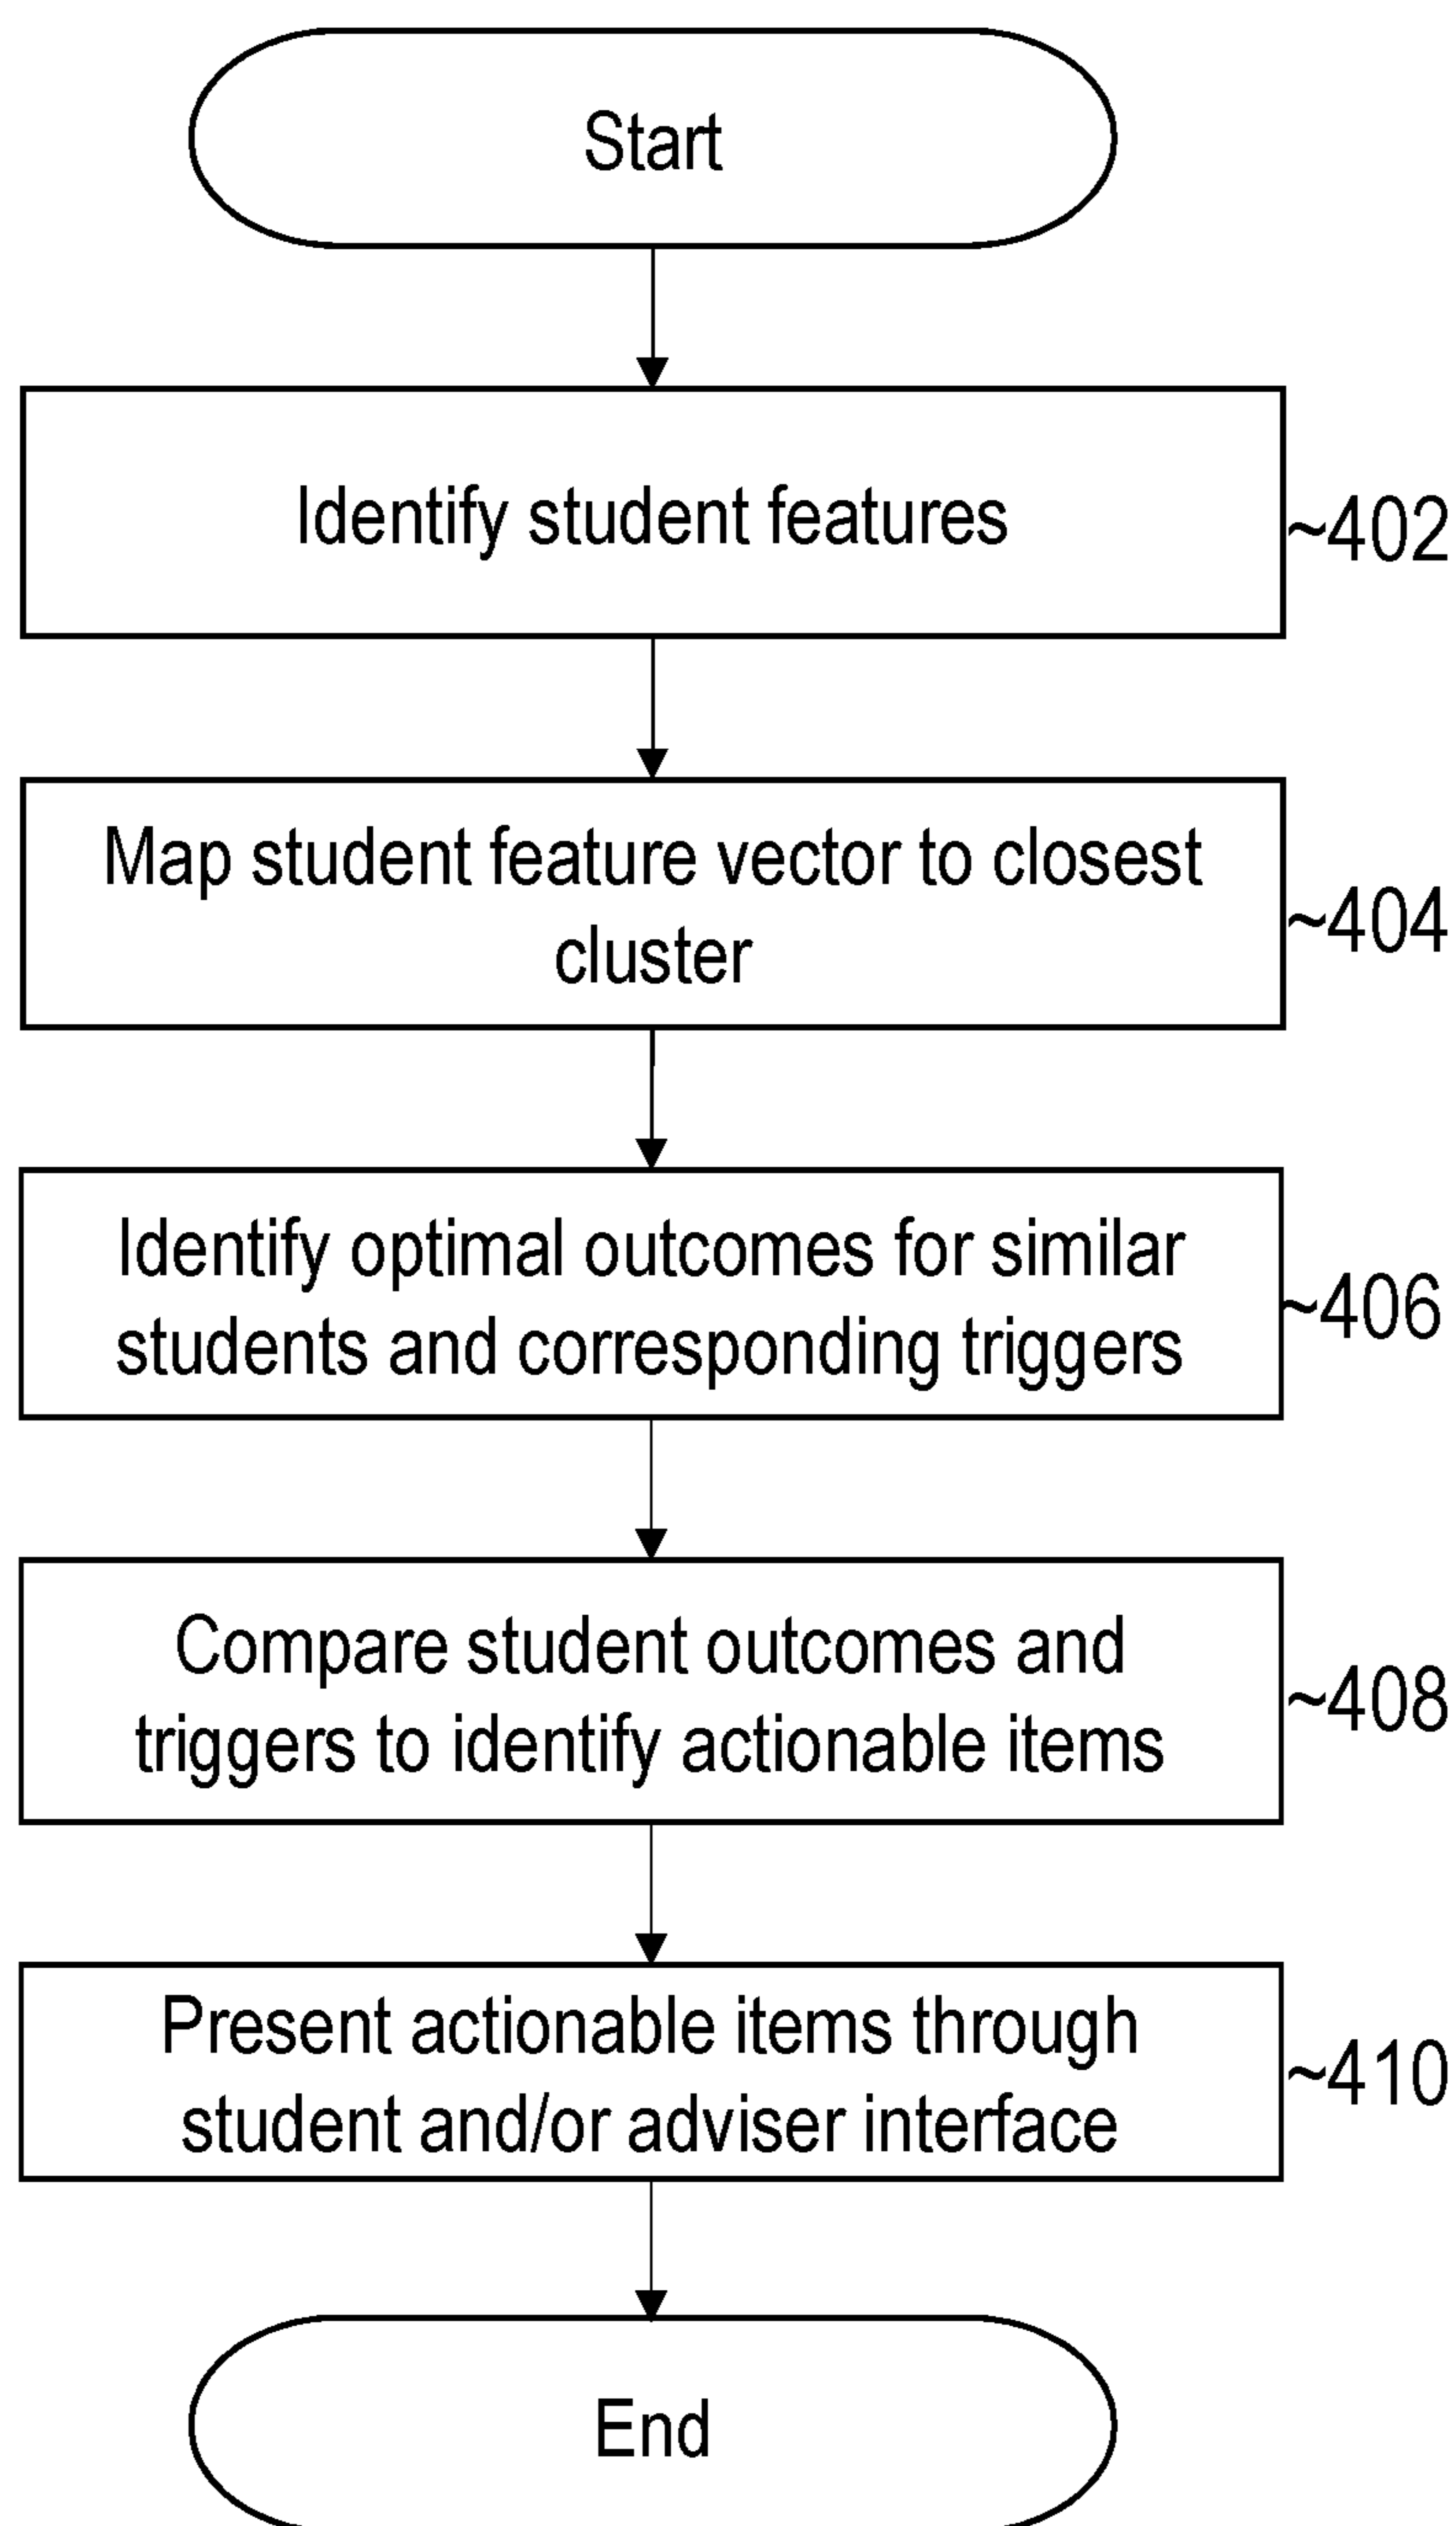 Start
Identify student features
~402
Map student feature vector to closest
cluster
~404
Identify optimal outcomes for similar
students and corresponding triggers
~406
Compare student outcomes and
triggers to identify actionable items
~408
Present actionable items through
student and/or adviser interface
~410
End